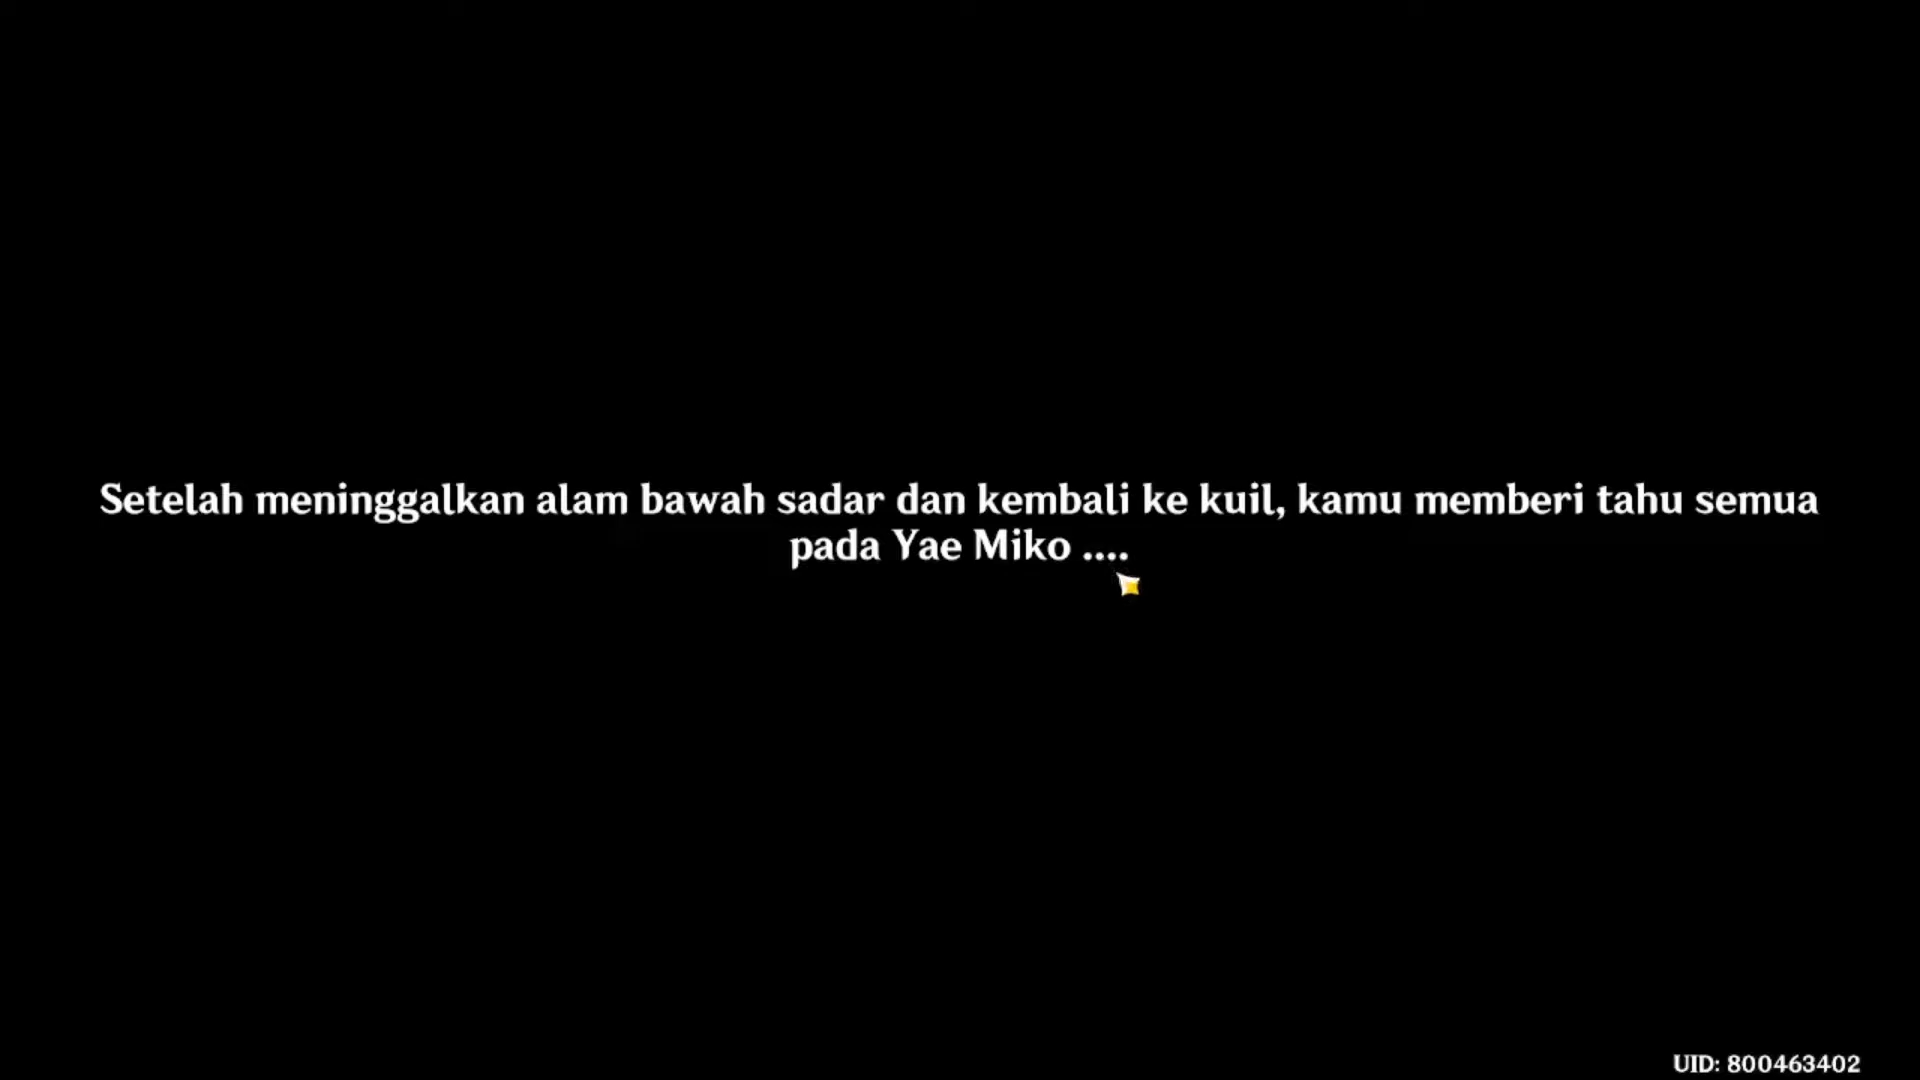 Setelah meninggalkan alam bawah sadar dan kembali ke kuil, kamu memberi tahu semua
pada Yae Miko ....
UID: 800463402